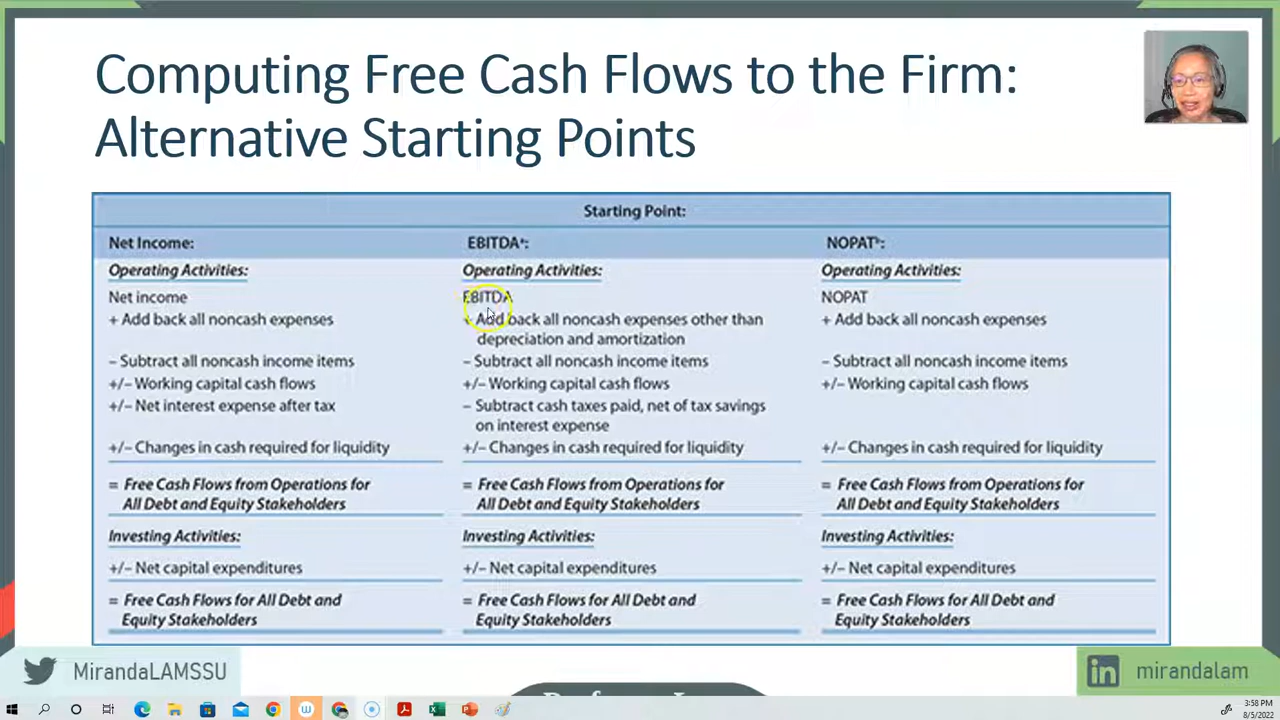 Computing Free Cash Flows to the Firm:
Alternative Starting Points
Starting Point:
Net Income:
Operating Activities:
Net income
+ Add back all noncash expenses
– Subtract all noncash income items
+/– Working capital cash flows
+/– Net interest expense after tax
+/– Changes in cash required for liquidity
= Free Cash Flows from Operations for
All Debt and Equity Stakeholders
Investing Activities:
+/– Net capital expenditures
= Free Cash Flows for All Debt and
Equity Stakeholders
EBITDAᵃ:
Operating Activities:
EBITDA
+ Add back all noncash expenses other than
depreciation and amortization
– Subtract all noncash income items
+/– Working capital cash flows
– Subtract cash taxes paid, net of tax savings
on interest expense
+/– Changes in cash required for liquidity
= Free Cash Flows from Operations for
All Debt and Equity Stakeholders
Investing Activities:
+/– Net capital expenditures
= Free Cash Flows for All Debt and
Equity Stakeholders
NOPATᵇ:
Operating Activities:
NOPAT
+ Add back all noncash expenses
– Subtract all noncash income items
+/– Working capital cash flows
+/– Changes in cash required for liquidity
= Free Cash Flows from Operations for
All Debt and Equity Stakeholders
Investing Activities:
+/– Net capital expenditures
= Free Cash Flows for All Debt and
Equity Stakeholders
MirandaLAMSSU
in mirandalam
3:58 PM
8/5/2022